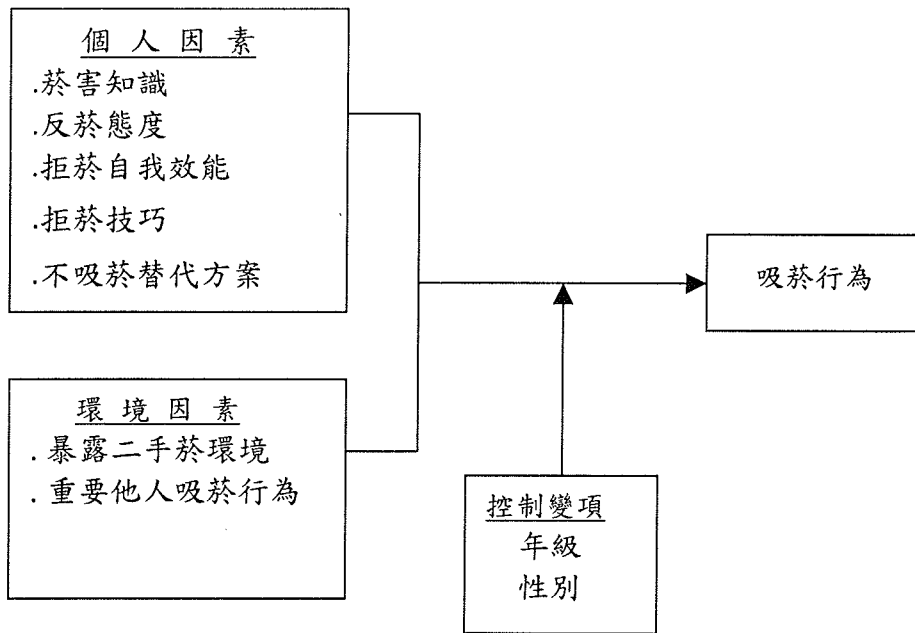 個人因素
.菸害知識
.反菸態度
.拒菸自我效能
.拒菸技巧
.不吸菸替代方案
吸菸行為
環境因素
.暴露二手菸環境
.重要他人吸菸行為
控制變項
年級
性別